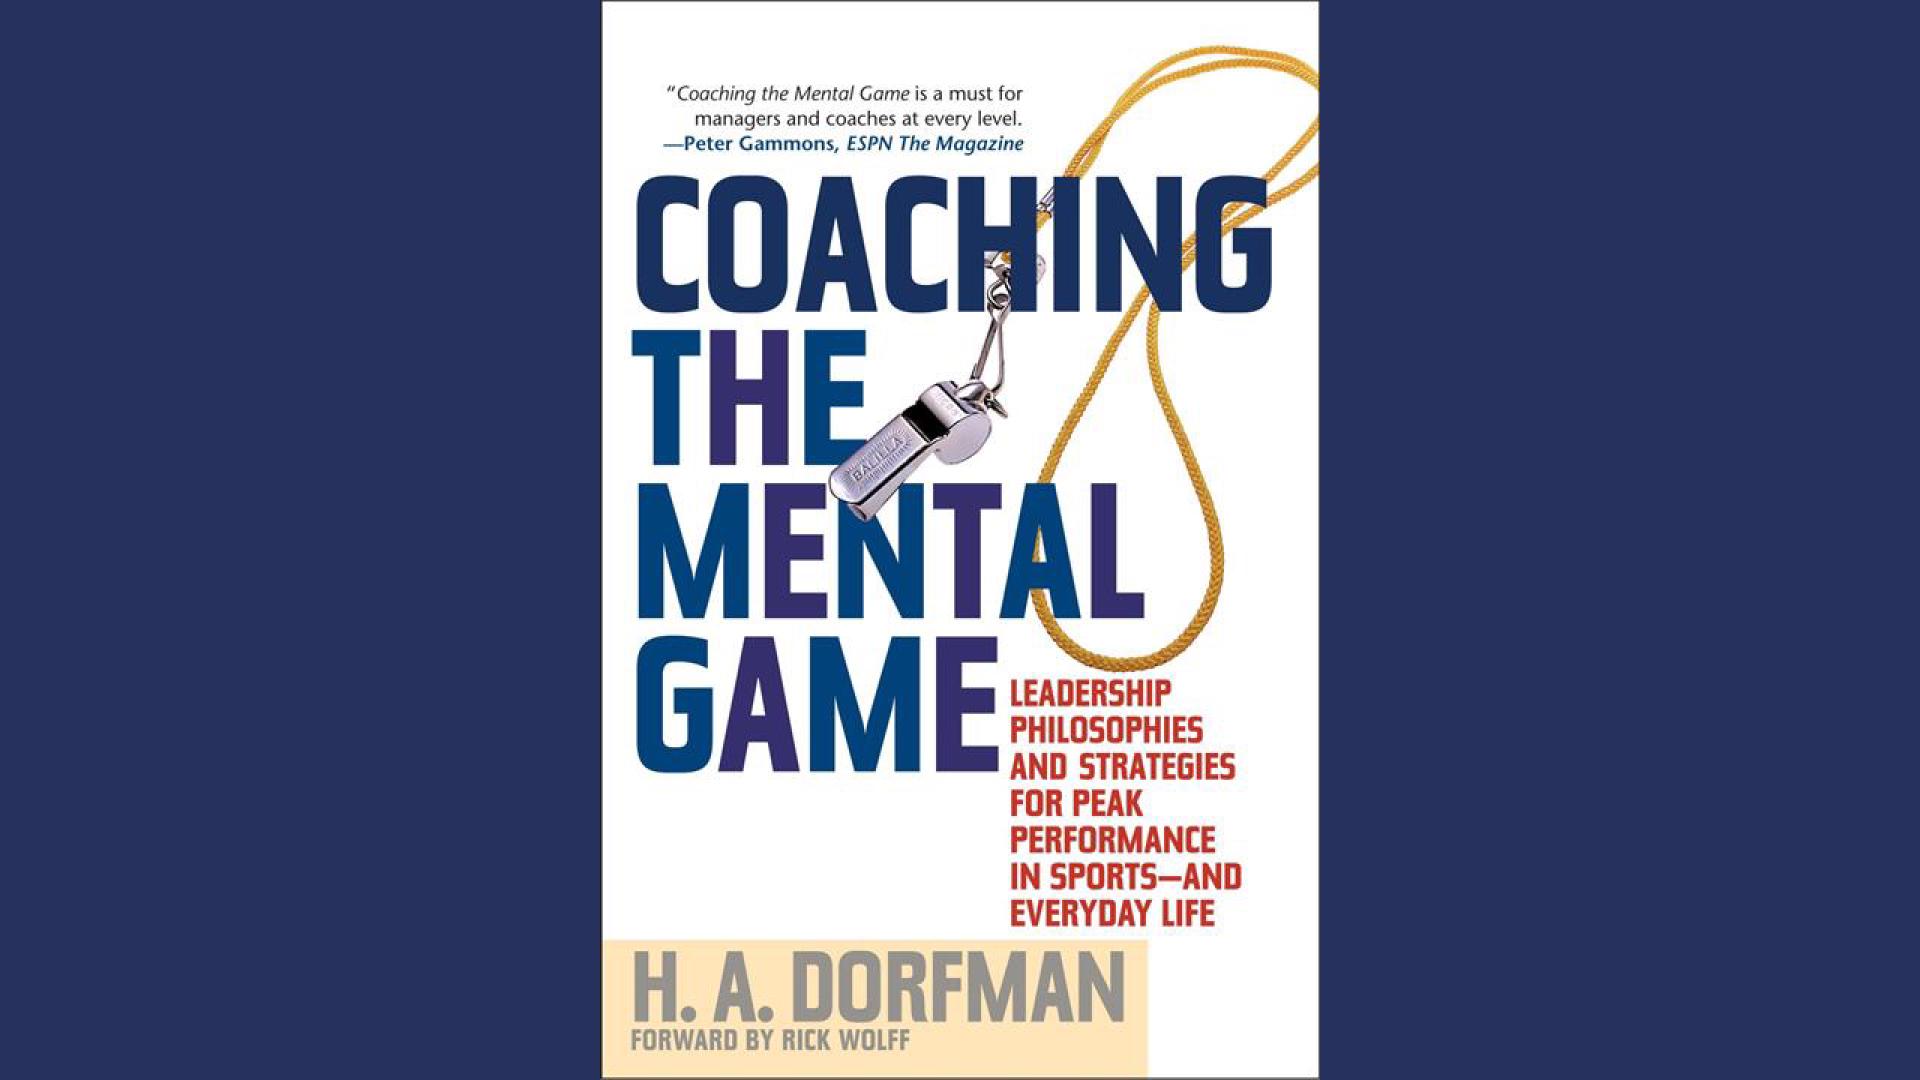 “Coaching the Mental Game is a must for
managers and coaches at every level.
—Peter Gammons, ESPN The Magazine
COACHING
THE
MENTAL
GAME
BALILLA
LEADERSHIP
PHILOSOPHIES
AND STRATEGIES
FOR PEAK
PERFORMANCE
IN SPORTS—AND
EVERYDAY LIFE
H. A. DORFMAN
FORWARD BY RICK WOLFF